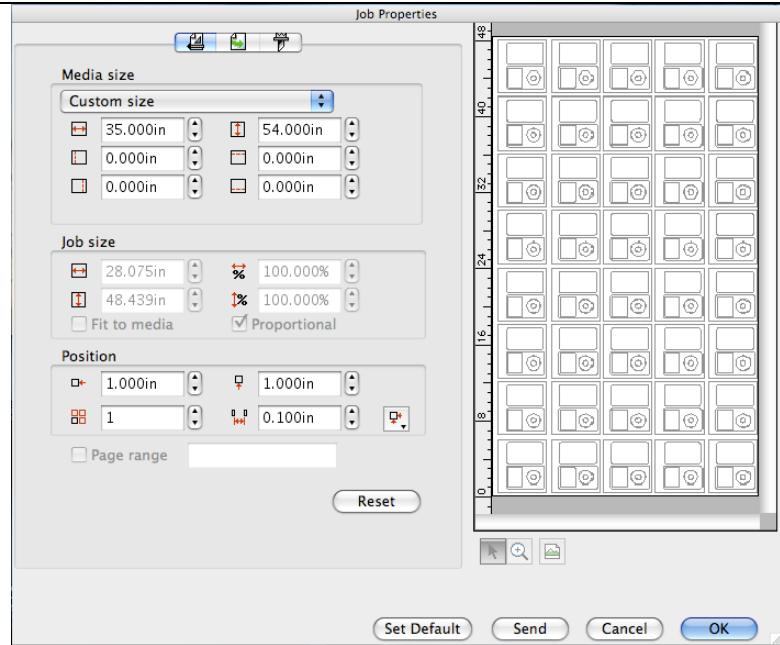 Job Properties
Media size
Custom size
35.000in 54.000in
0.000in 0.000in
0.000in 0.000in
Job size
28.075in % 100.000%
48.439in % 100.000%
Fit to media Proportional
Position
1.000in 1.000in
1 0.100in
Page range
Reset
48
40
32
24
16
8
0
Set Default Send Cancel OK